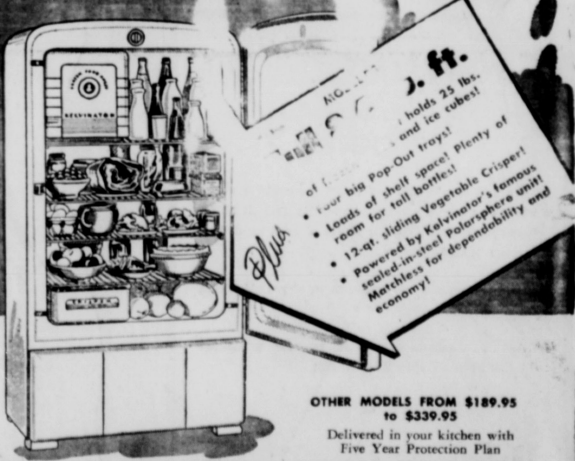 KELVINATOR
ft.
holds 25 lbs.
of and ice cubes!
• Four big Pop-Out trays!
• Loads of shelf space! Plenty of
room for tall bottles!
Plus
• 12-qt. sliding Vegetable Crisper!
• Powered by Kelvinator's famous
sealed-in-steel Polarsphere unit!
Matchless for dependability and
economy!
OTHER MODELS FROM $189.95
to $339.95
Delivered in your kitchen with
Five Year Protection Plan